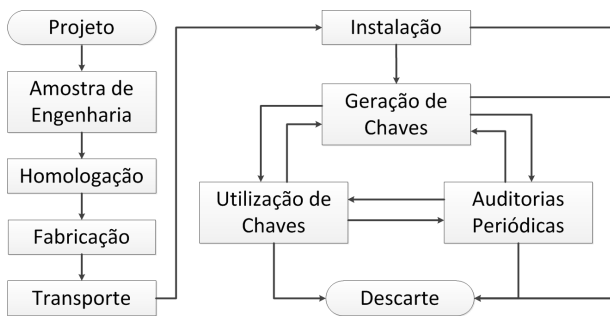 Projeto
Amostra de
Engenharia
Homologação
Fabricação
Transporte
Instalação
Geração de
Chaves
Utilização de
Chaves
Auditorias
Periódicas
Descarte